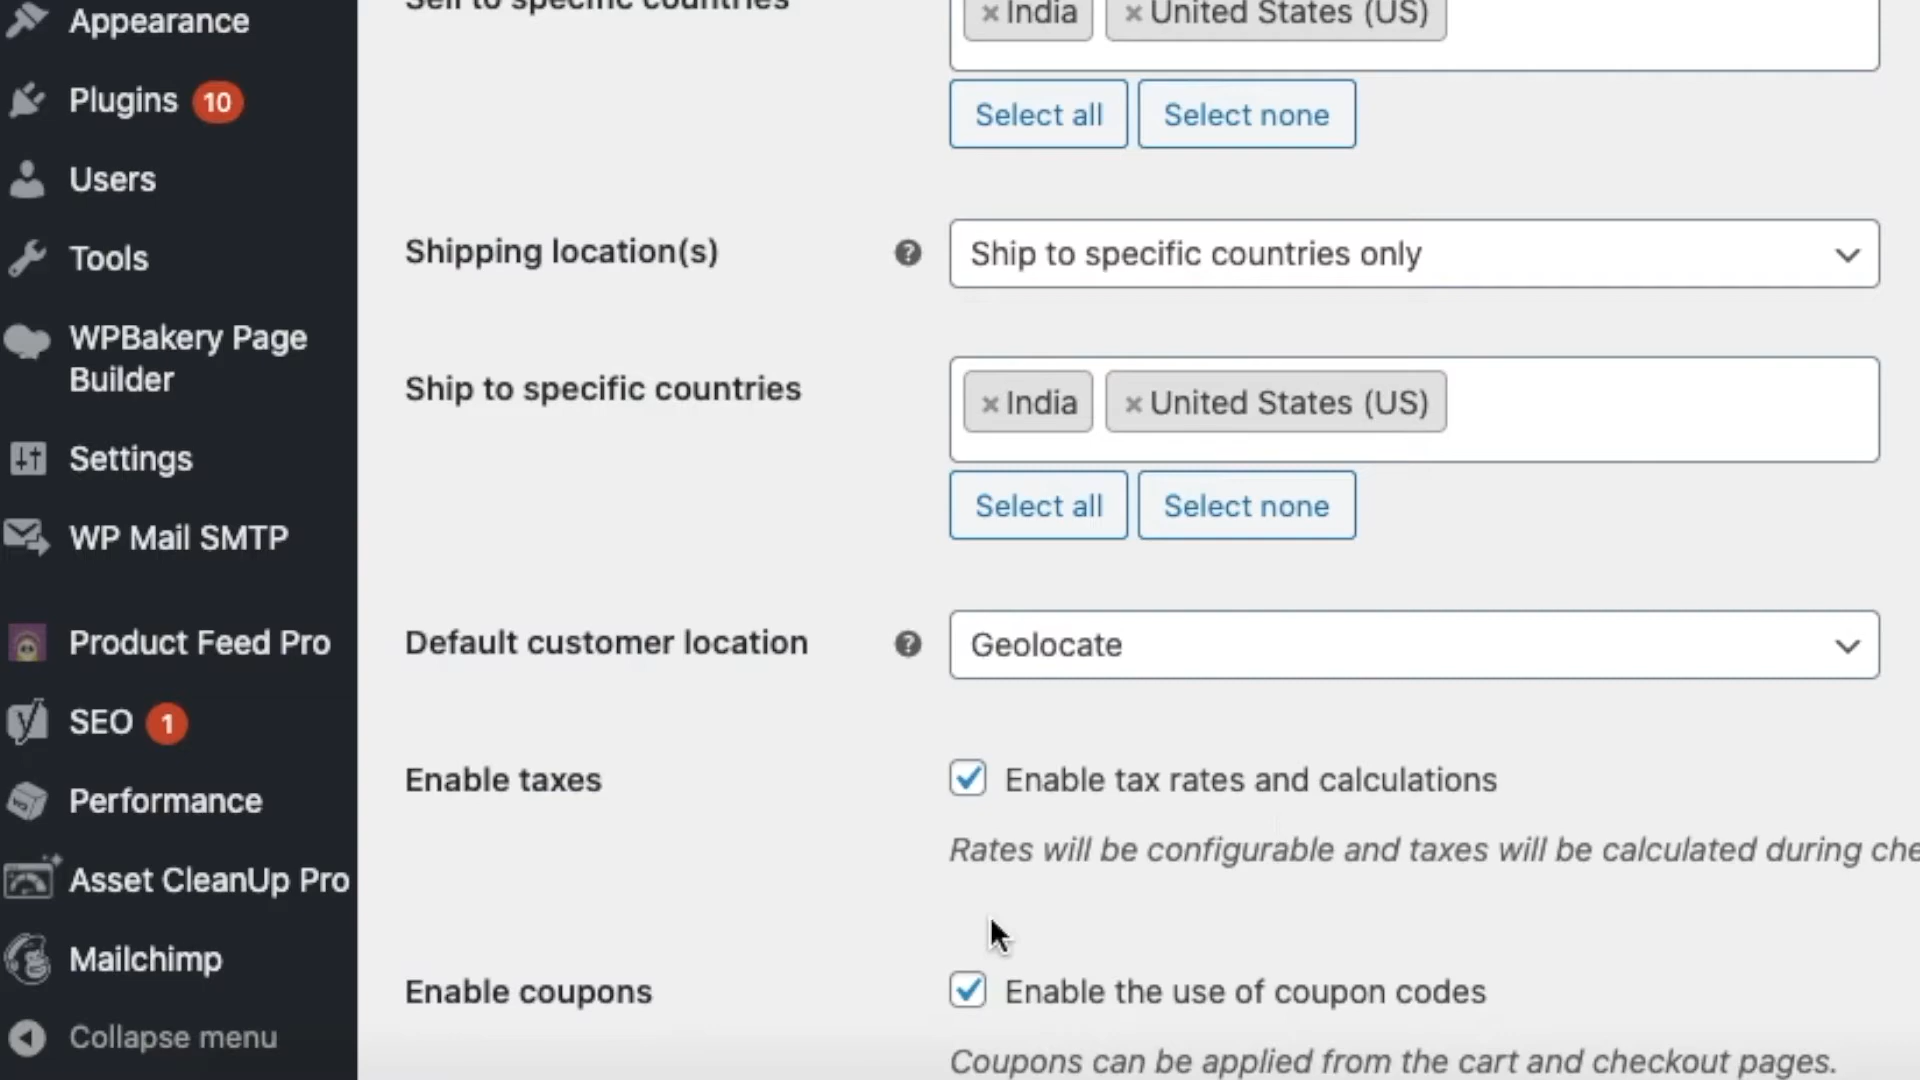 Appearance
Plugins 10
Users
Tools
WPBakery Page
Builder
Settings
WP Mail SMTP
Product Feed Pro
SEO 1
Performance
Asset CleanUp Pro
Mailchimp
Collapse menu
Sell to specific countries
×India ×United States (US)
Select all Select none
Shipping location(s) ? Ship to specific countries only
Ship to specific countries ×India ×United States (US)
Select all Select none
Default customer location ? Geolocate
Enable taxes Enable tax rates and calculations
Rates will be configurable and taxes will be calculated during che
Enable coupons Enable the use of coupon codes
Coupons can be applied from the cart and checkout pages.